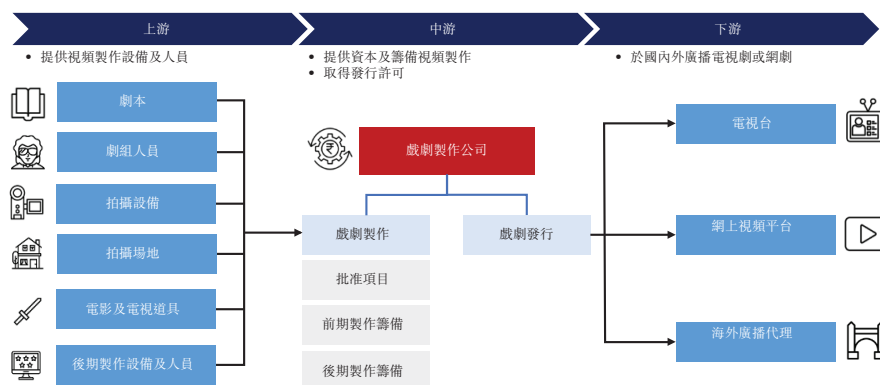 上游
中游
下游
• 提供視頻製作設備及人員
• 提供資本及籌備視頻製作
• 取得發行許可
• 於國內外廣播電視劇或網劇
劇本
劇組人員
拍攝設備
拍攝場地
電影及電視道具
後期製作設備及人員
戲劇製作公司
戲劇製作
戲劇發行
批准項目
前期製作籌備
後期製作籌備
電視台
網上視頻平台
海外廣播代理